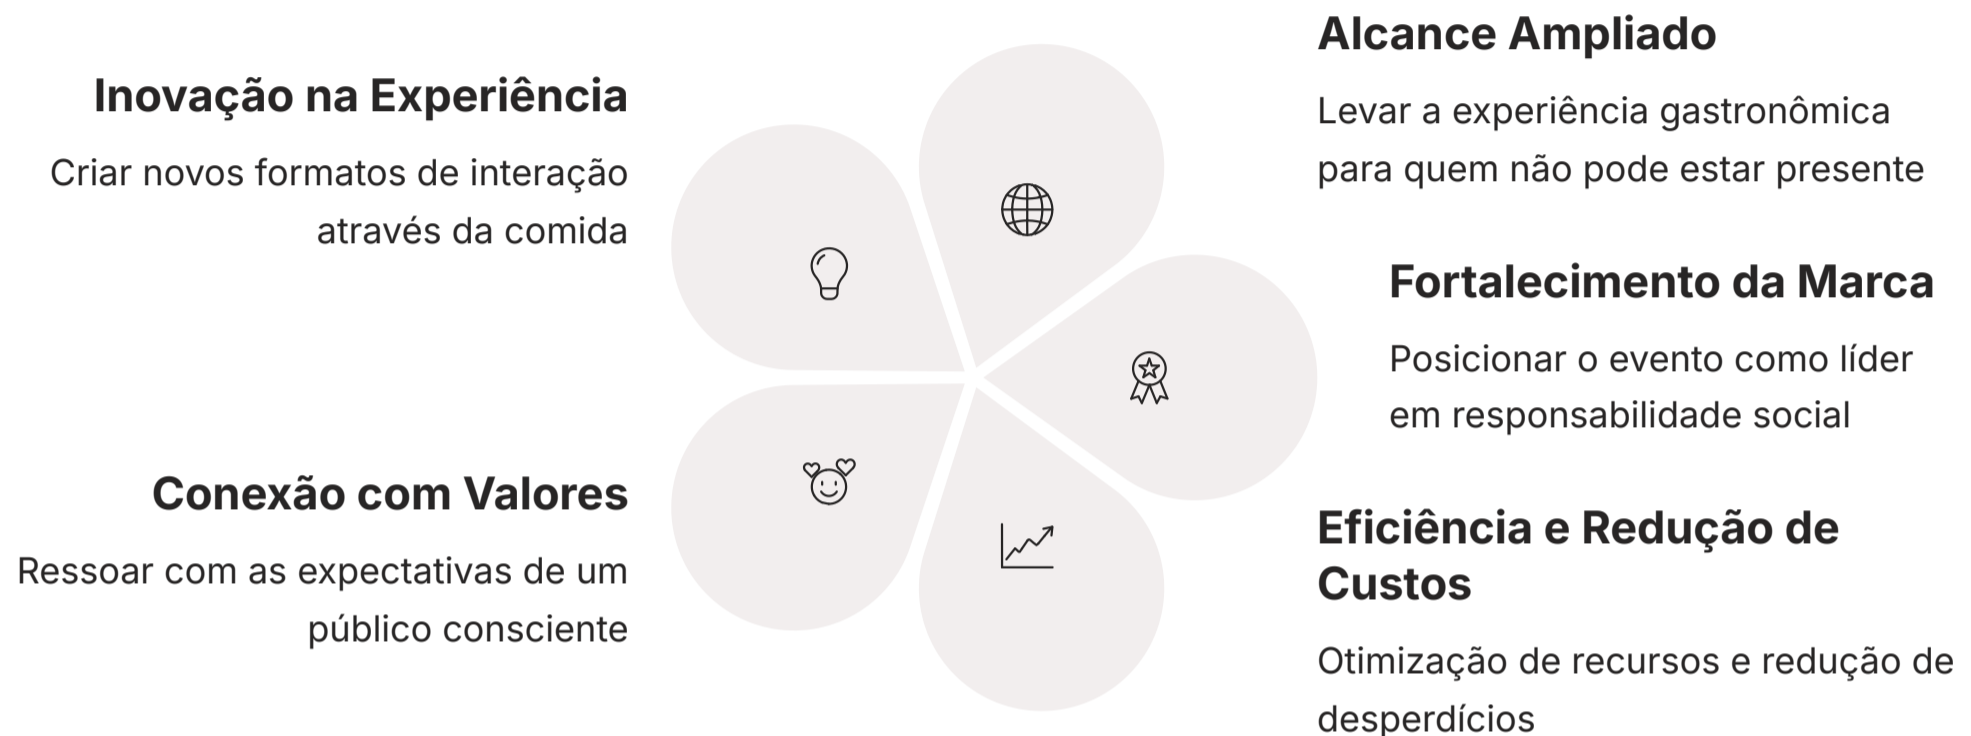 Inovação na Experiência
Criar novos formatos de interação
através da comida
Conexão com Valores
Ressoar com as expectativas de um
público consciente
Alcance Ampliado
Levar a experiência gastronômica
para quem não pode estar presente
Fortalecimento da Marca
Posicionar o evento como líder
em responsabilidade social
Eficiência e Redução de
Custos
Otimização de recursos e redução de
desperdícios